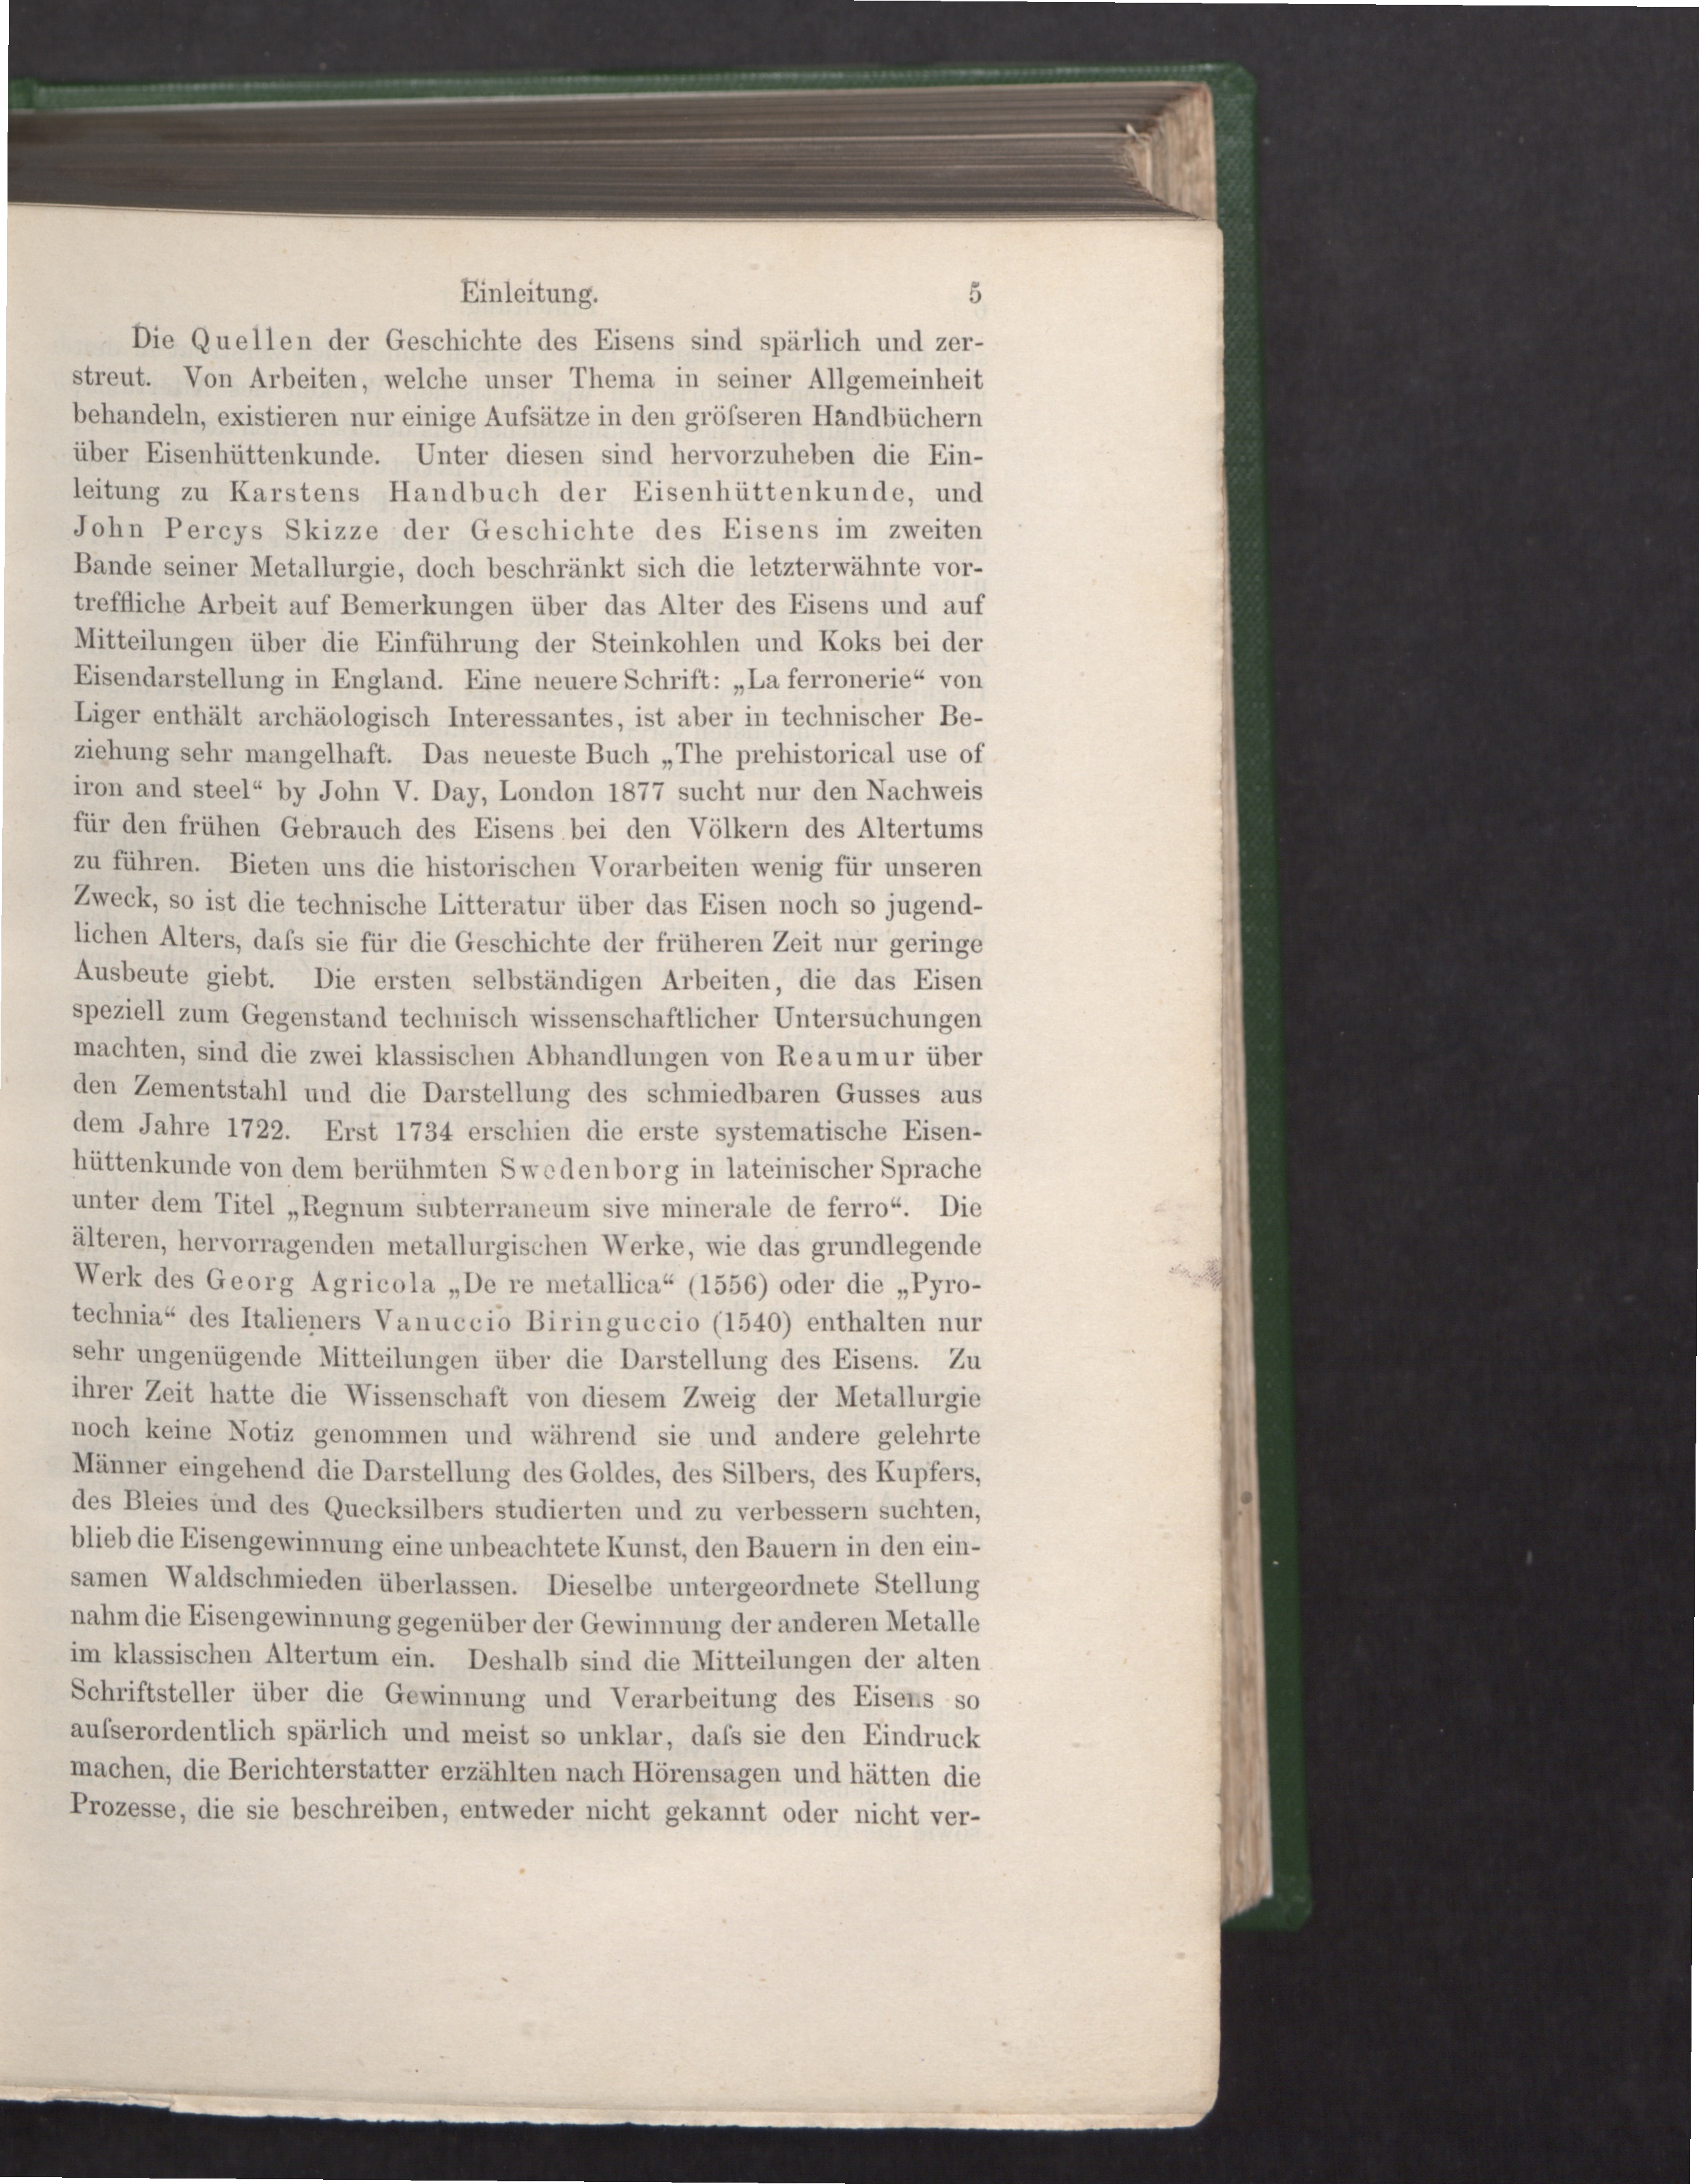 Einleitung. 5
Die Quellen der Geschichte des Eisens sind spärlich und zer-
streut. Von Arbeiten, welche unser Thema in seiner Allgemeinheit
behandeln, existieren nur einige Aufsätze in den gröſseren Handbüchern
über Eisenhüttenkunde. Unter diesen sind hervorzuheben die Ein-
leitung zu Karstens Handbuch der Eisenhüttenkunde, und
John Percys Skizze der Geschichte des Eisens im zweiten
Bande seiner Metallurgie, doch beschränkt sich die letzterwähnte vor-
treffliche Arbeit auf Bemerkungen über das Alter des Eisens und auf
Mitteilungen über die Einführung der Steinkohlen und Koks bei der
Eisendarstellung in England. Eine neuere Schrift: „La ferronerie“ von
Liger enthält archäologisch Interessantes, ist aber in technischer Be-
ziehung sehr mangelhaft. Das neueste Buch „The prehistorical use of
iron and steel“ by John V. Day, London 1877 sucht nur den Nachweis
für den frühen Gebrauch des Eisens bei den Völkern des Altertums
zu führen. Bieten uns die historischen Vorarbeiten wenig für unseren
Zweck, so ist die technische Litteratur über das Eisen noch so jugend-
lichen Alters, daſs sie für die Geschichte der früheren Zeit nur geringe
Ausbeute giebt. Die ersten selbständigen Arbeiten, die das Eisen
speziell zum Gegenstand technisch wissenschaftlicher Untersuchungen
machten, sind die zwei klassischen Abhandlungen von Reaumur über
den Zementstahl und die Darstellung des schmiedbaren Gusses aus
dem Jahre 1722. Erst 1734 erschien die erste systematische Eisen-
hüttenkunde von dem berühmten Swedenborg in lateinischer Sprache
unter dem Titel „Regnum subterraneum sive minerale de ferro“. Die
älteren, hervorragenden metallurgischen Werke, wie das grundlegende
Werk des Georg Agricola „De re metallica“ (1556) oder die „Pyro-
technia“ des Italieners Vanuccio Biringuccio (1540) enthalten nur
sehr ungenügende Mitteilungen über die Darstellung des Eisens. Zu
ihrer Zeit hatte die Wissenschaft von diesem Zweig der Metallurgie
noch keine Notiz genommen und während sie und andere gelehrte
Männer eingehend die Darstellung des Goldes, des Silbers, des Kupfers,
des Bleies und des Quecksilbers studierten und zu verbessern suchten,
blieb die Eisengewinnung eine unbeachtete Kunst, den Bauern in den ein-
samen Waldschmieden überlassen. Dieselbe untergeordnete Stellung
nahm die Eisengewinnung gegenüber der Gewinnung der anderen Metalle
im klassischen Altertum ein. Deshalb sind die Mitteilungen der alten
Schriftsteller über die Gewinnung und Verarbeitung des Eisens so
auſserordentlich spärlich und meist so unklar, daſs sie den Eindruck
machen, die Berichterstatter erzählten nach Hörensagen und hätten die
Prozesse, die sie beschreiben, entweder nicht gekannt oder nicht ver-